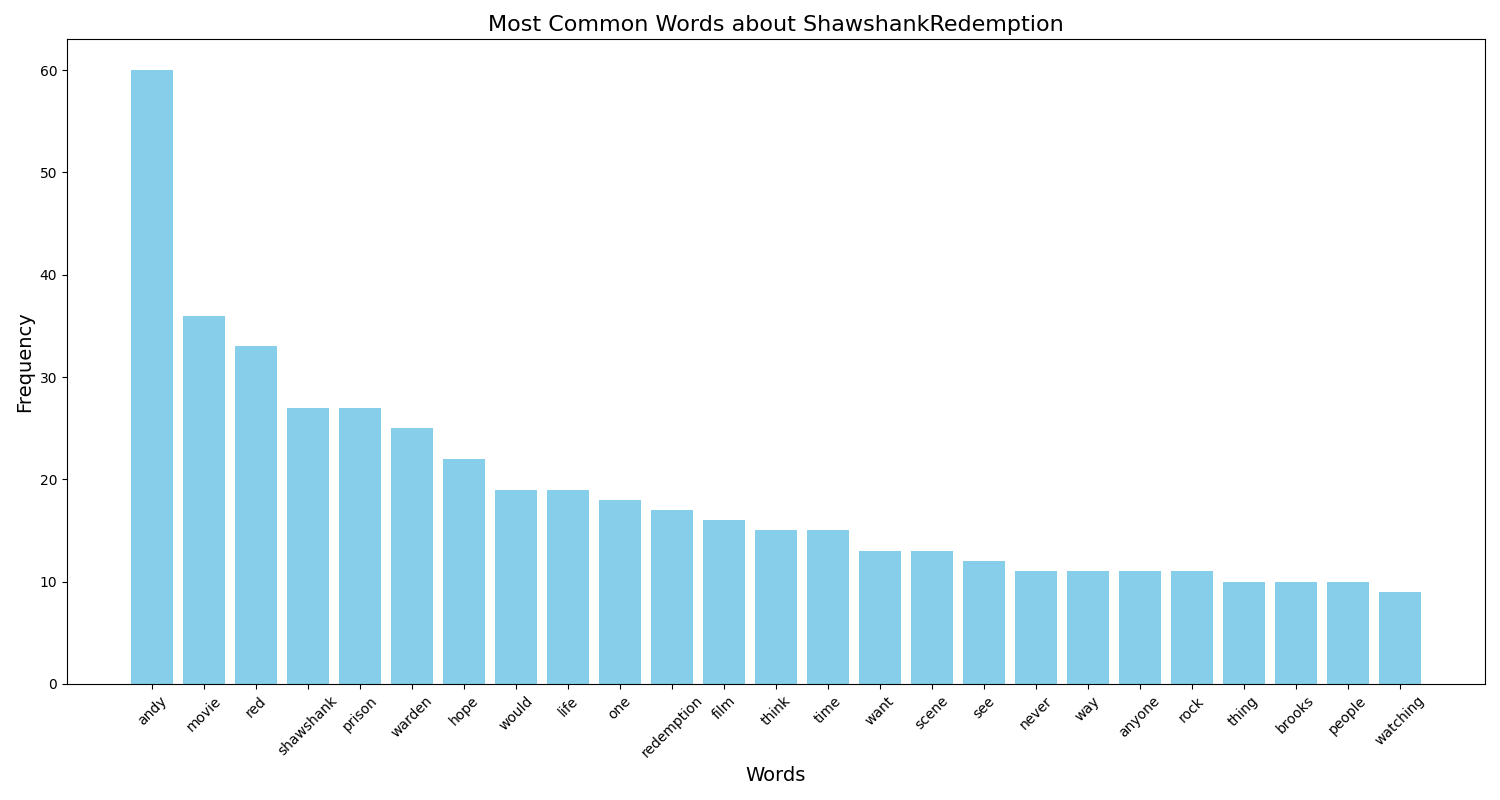 Most Common Words about ShawshankRedemption
Frequency
60
50
40
30
20
10
0
andy
movie
red
shawshank
prison
warden
hope
would
life
one
redemption
film
think
time
want
scene
see
never
way
anyone
rock
thing
brooks
people
watching
Words